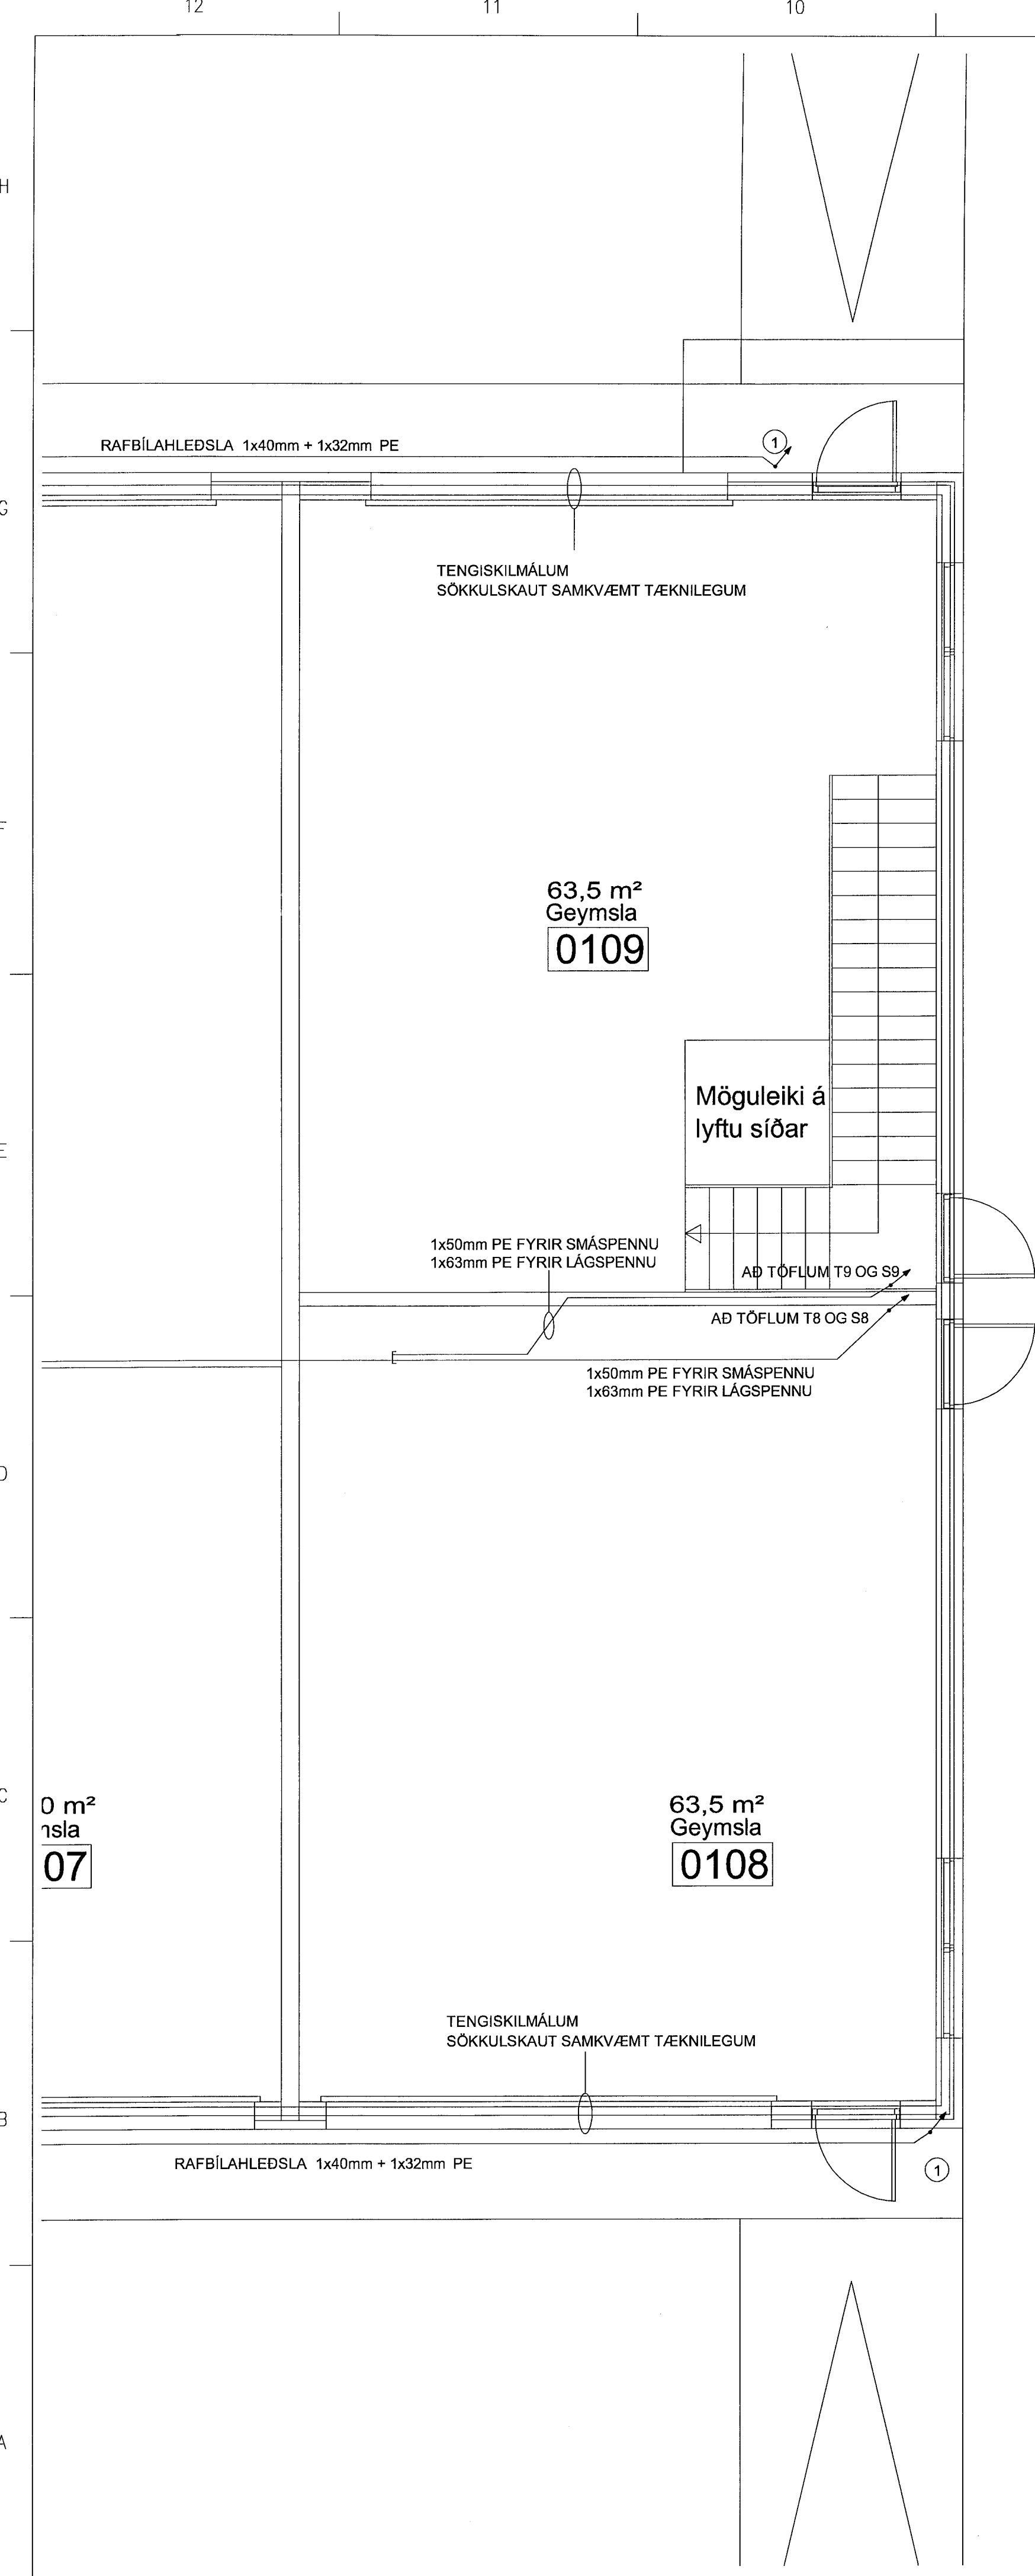 12
11
10
H
RAFBÍLAHLEÐSLA 1x40mm + 1x32mm PE
1
G
TENGISKILMÁLUM
SÖKKULSKAUT SAMKVÆMT TÆKNILEGUM
F
63,5 m²
Geymsla
0109
Möguleiki á
lyftu síðar
E
1x50mm PE FYRIR SMÁSPENNU
1x63mm PE FYRIR LÁGSPENNU
AÐ TÖFLUM T9 OG S9
AÐ TÖFLUM T8 OG S8
1x50mm PE FYRIR SMÁSPENNU
1x63mm PE FYRIR LÁGSPENNU
D
C
0 m²
nsla
07
63,5 m²
Geymsla
0108
TENGISKILMÁLUM
SÖKKULSKAUT SAMKVÆMT TÆKNILEGUM
B
RAFBÍLAHLEÐSLA 1x40mm + 1x32mm PE
1
A